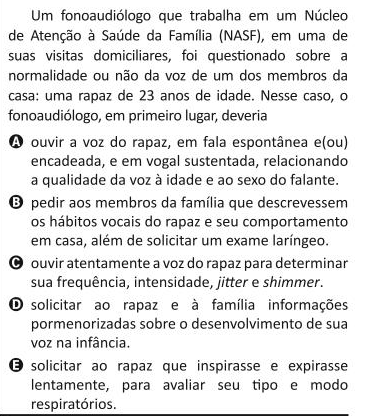 Um fonoaudiólogo que trabalha em um Núcleo
de Atenção à Saúde da Família (NASF), em uma de
suas visitas domiciliares, foi questionado sobre a
normalidade ou não da voz de um dos membros da
casa: uma rapaz de 23 anos de idade. Nesse caso, o
fonoaudiólogo, em primeiro lugar, deveria
A ouvir a voz do rapaz, em fala espontânea e(ou)
encadeada, e em vogal sustentada, relacionando
a qualidade da voz à idade e ao sexo do falante.
B pedir aos membros da família que descrevessem
os hábitos vocais do rapaz e seu comportamento
em casa, além de solicitar um exame laríngeo.
C ouvir atentamente a voz do rapaz para determinar
sua frequência, intensidade, jitter e shimmer.
D solicitar ao rapaz e à família informações
pormenorizadas sobre o desenvolvimento de sua
voz na infância.
E solicitar ao rapaz que inspirasse e expirasse
lentamente, para avaliar seu tipo e modo
respiratórios.